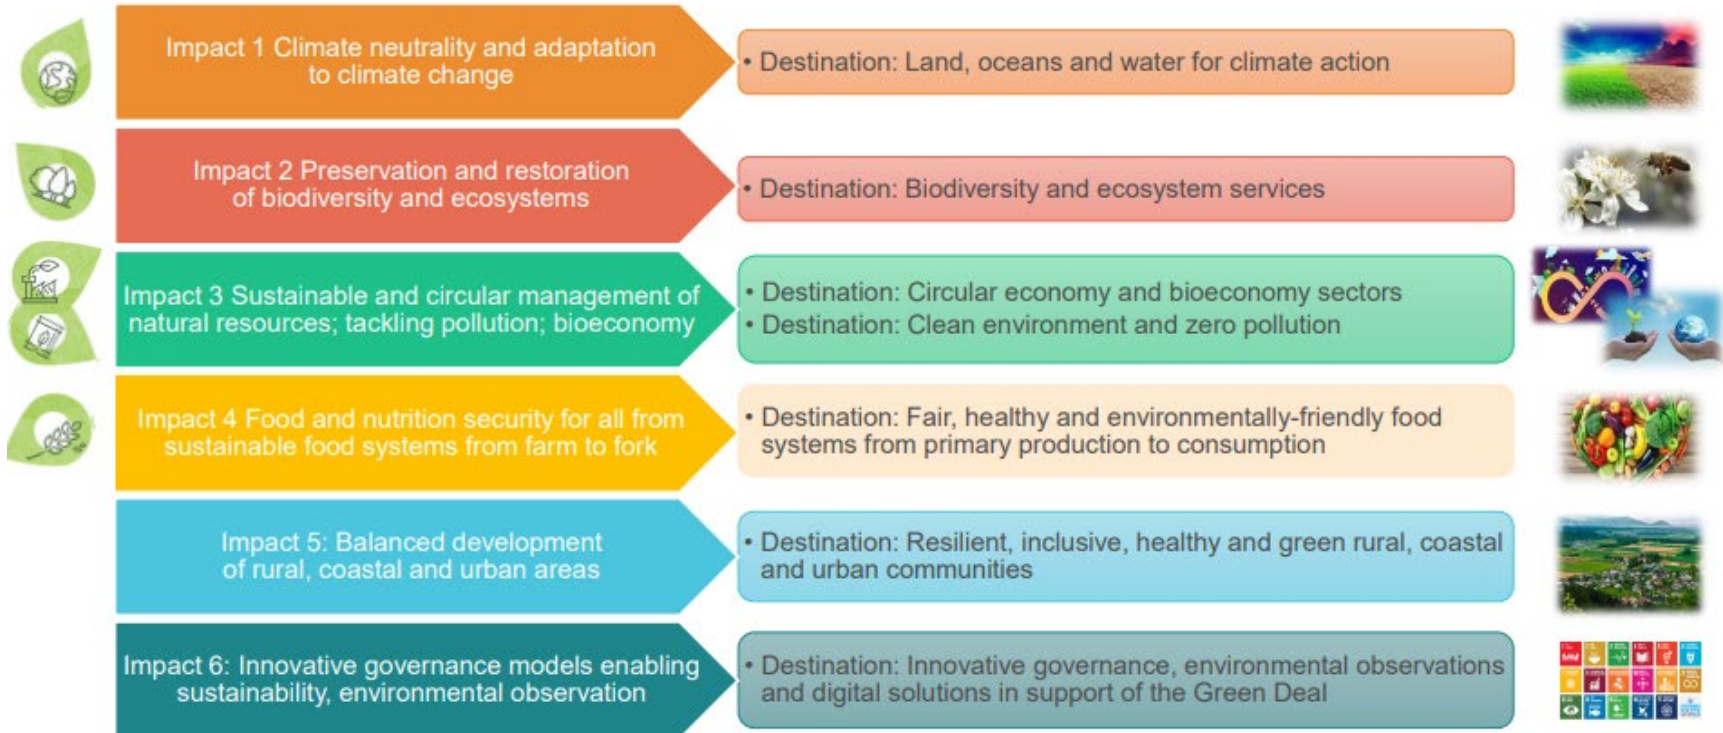 Impact 1 Climate neutrality and adaptation
to climate change
• Destination: Land, oceans and water for climate action
Impact 2 Preservation and restoration
of biodiversity and ecosystems
• Destination: Biodiversity and ecosystem services
Impact 3 Sustainable and circular management of
natural resources; tackling pollution; bioeconomy
• Destination: Circular economy and bioeconomy sectors
• Destination: Clean environment and zero pollution
Impact 4 Food and nutrition security for all from
sustainable food systems from farm to fork
• Destination: Fair, healthy and environmentally-friendly food
systems from primary production to consumption
Impact 5: Balanced development
of rural, coastal and urban areas
• Destination: Resilient, inclusive, healthy and green rural, coastal
and urban communities
Impact 6: Innovative governance models enabling
sustainability, environmental observation
• Destination: Innovative governance, environmental observations
and digital solutions in support of the Green Deal